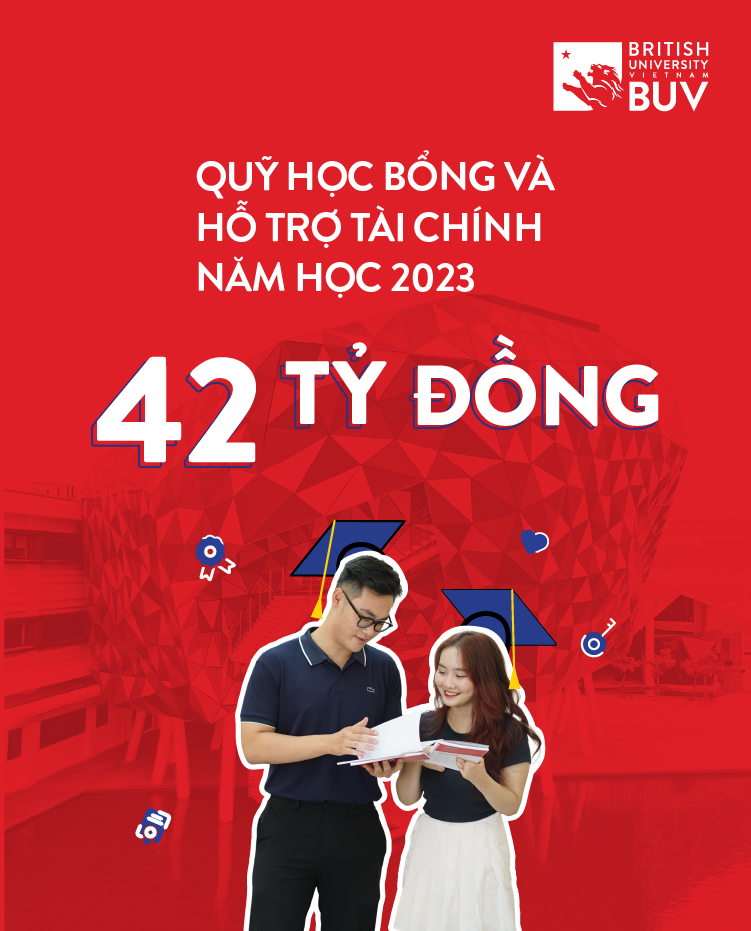 BRITISH
UNIVERSITY
VIETNAM
BUV
QUỸ HỌC BỔNG VÀ
HỖ TRỢ TÀI CHÍNH
NĂM HỌC 2023
42 TỶ ĐỒNG